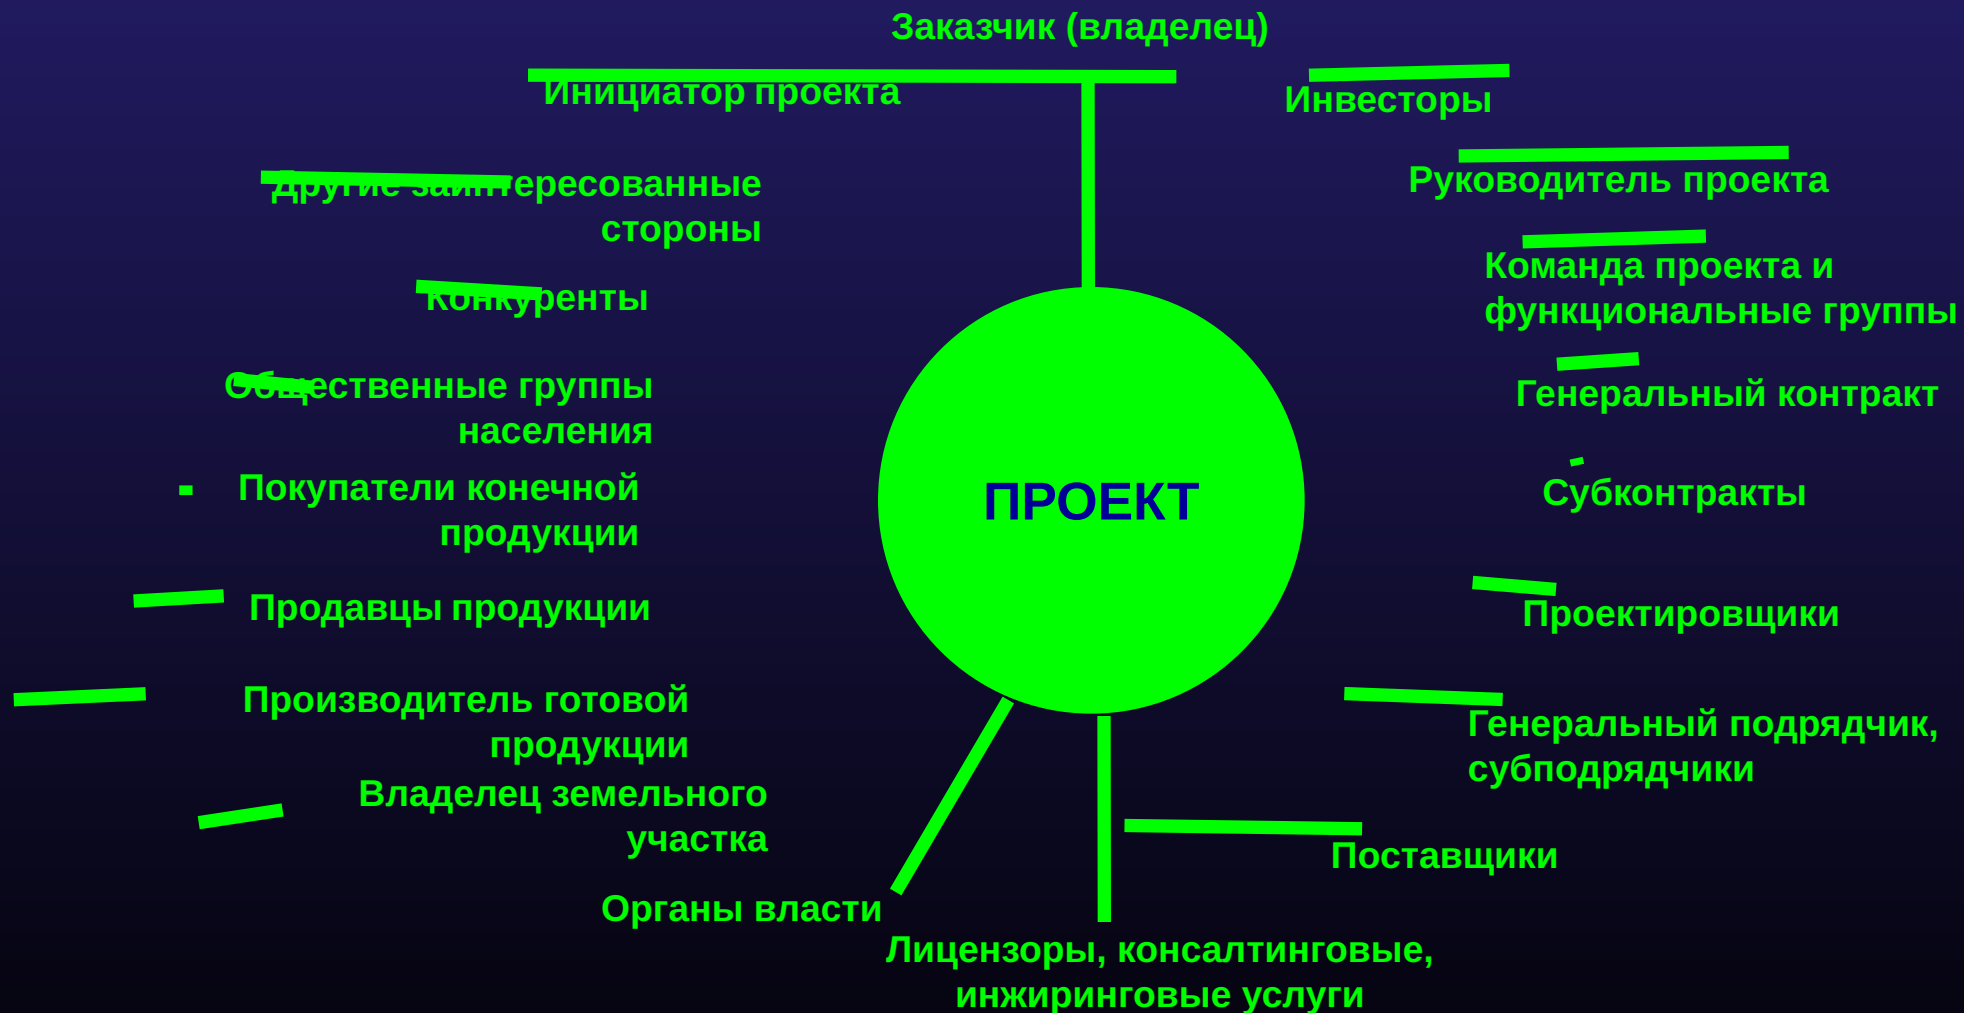 Заказчик (владелец)
Инициатор проекта
Инвесторы
Другие заинтересованные
стороны
Руководитель проекта
Конкуренты
Команда проекта и
функциональные группы
Общественные группы
населения
Генеральный контракт
Покупатели конечной
продукции
ПРОЕКТ
Субконтракты
Продавцы продукции
Проектировщики
Производитель готовой
продукции
Генеральный подрядчик,
субподрядчики
Владелец земельного
участка
Поставщики
Органы власти
Лицензоры, консалтинговые,
инжиринговые услуги